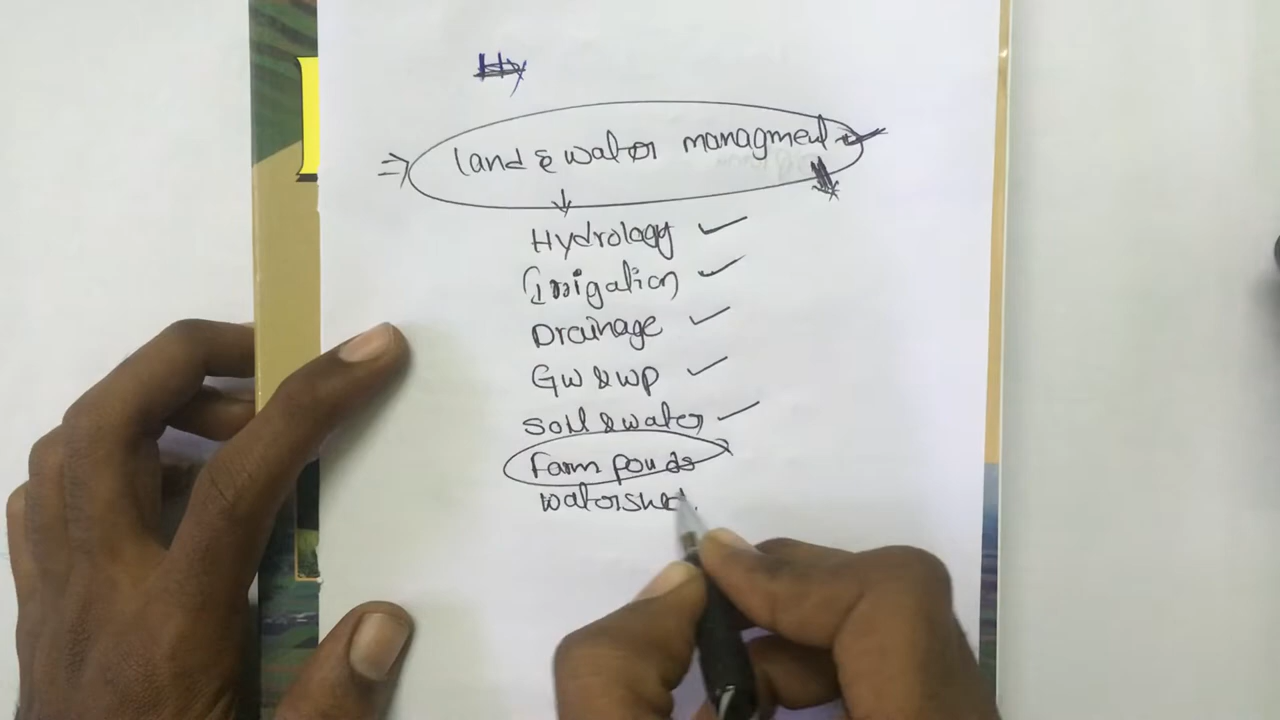 land & water managment
Hydrology
Irrigation
Drainage
GW & WP
Soil & water
Farm ponds
watershed